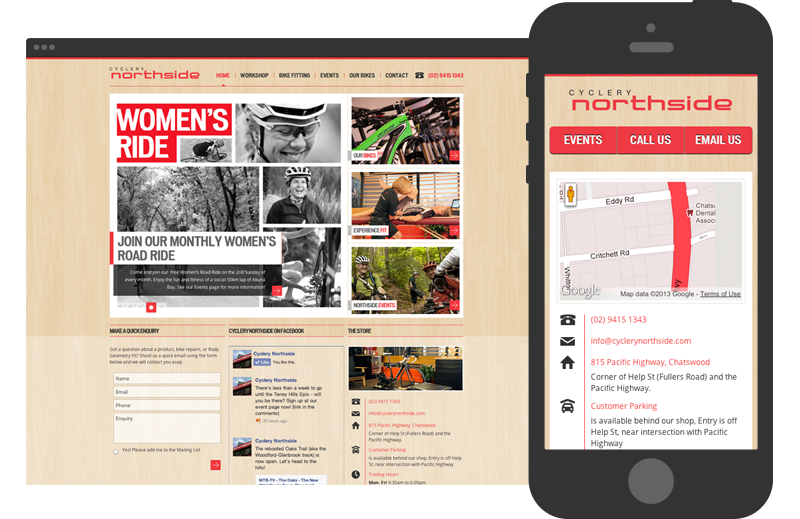 CYCLERY
northside
HOME WORKSHOP BIKE FITTING EVENTS OUR BIKES CONTACT (02) 9415 1343
WOMEN'S
RIDE
JOIN OUR MONTHLY WOMEN'S
ROAD RIDE
Come and join our free Women's Road Ride on the 2nd Sunday of
every month. Enjoy the fun and fitness of a social 50km lap of Akuna
Bay. See our Events page for more information!
OUR BIKES
EXPERIENCE FIT
NORTHSIDE EVENTS
MAKE A QUICK ENQUIRY
Got a question about a product, bike repairs, or Body
Geometry Fit? Shoot us a quick email using the form
below and we will contact you asap.
Name
Email
Phone
Enquiry
Yes! Please add me to the Mailing List
CYCLERY NORTHSIDE ON FACEBOOK
Cyclery Northside
Like You like this.
Cyclery Northside
There's less than a week to go
until the Terrey Hills Epic - will
you be there? Sign up at our
event page now! (link in the
comments)
20 hours ago
Cyclery Northside
The rebooted Oaks Trail (aka the
Woodford-Glenbrook track) is
now open. Let's head to the
hills!
MTB-TV - The Oaks - The New
THE STORE
(02) 9415 1343
info@cyclerynorthside.com
815 Pacific Highway, Chatswood
Corner of Help St (Fullers Road) and the
Pacific Highway.
Customer Parking
is available behind our shop, Entry is off Help
St, near intersection with Pacific Highway
Trading Hours
Mon- Fri 9:30am to 6:00pm
CYCLERY
northside
EVENTS CALL US EMAIL US
Eddy Rd
Chatsw
Dental
Assoc
Critchett Rd
Google
Map data ©2013 Google - Terms of Use
(02) 9415 1343
info@cyclerynorthside.com
815 Pacific Highway, Chatswood
Corner of Help St (Fullers Road) and the
Pacific Highway.
Customer Parking
is available behind our shop, Entry is off
Help St, near intersection with Pacific
Highway